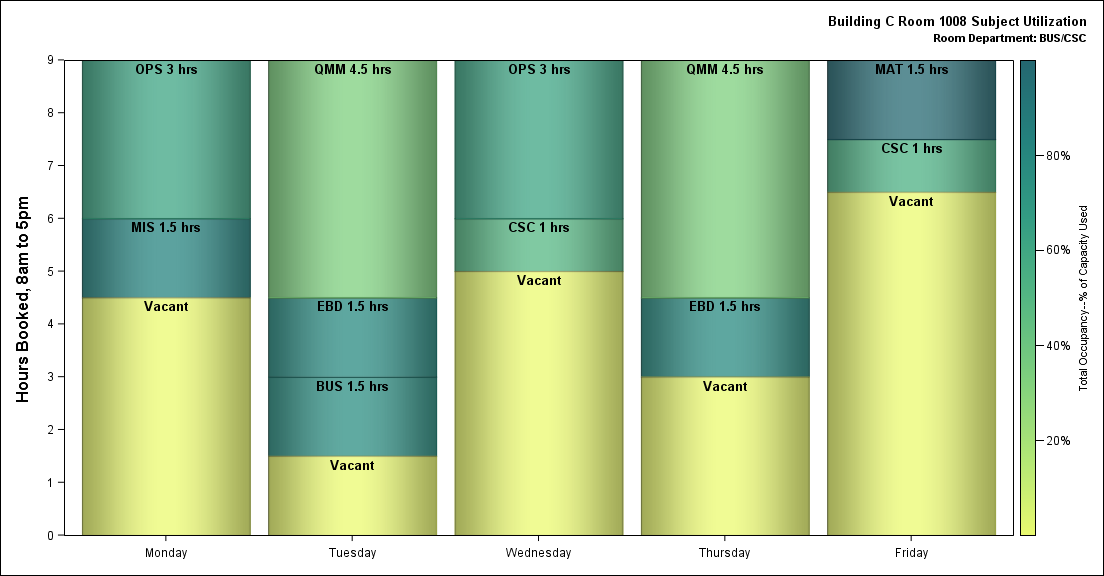 Building C Room 1008 Subject Utilization
Room Department: BUS/CSC
Hours Booked, 8am to 5pm
9
8
7
6
5
4
3
2
1
0
OPS 3 hrs
MIS 1.5 hrs
Vacant
QMM 4.5 hrs
EBD 1.5 hrs
BUS 1.5 hrs
Vacant
OPS 3 hrs
CSC 1 hrs
Vacant
QMM 4.5 hrs
EBD 1.5 hrs
Vacant
MAT 1.5 hrs
CSC 1 hrs
Vacant
Monday
Tuesday
Wednesday
Thursday
Friday
80%
60%
40%
20%
Total Occupancy--% of Capacity Used